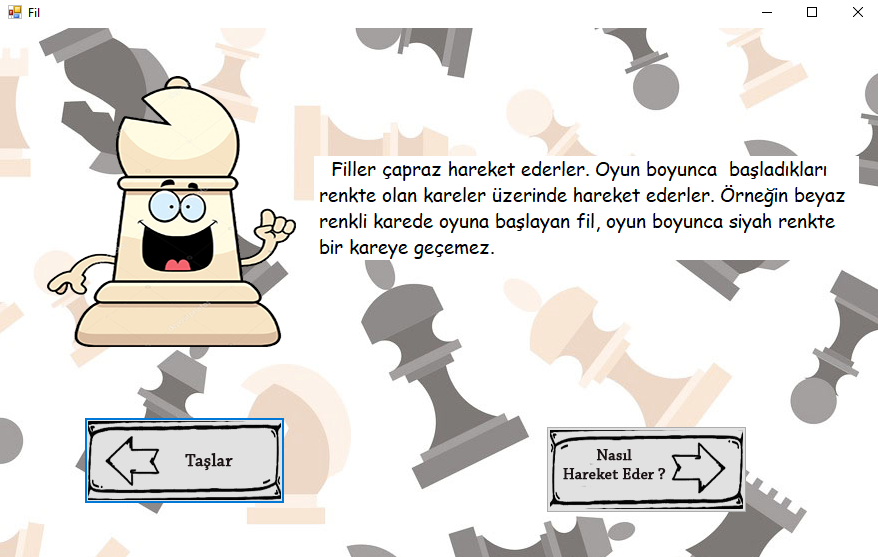 Fil
Filler çapraz hareket ederler. Oyun boyunca başladıkları
renkte olan kareler üzerinde hareket ederler. Örneğin beyaz
renkli karede oyuna başlayan fil, oyun boyunca siyah renkte
bir kareye geçemez.
Taşlar
Nasıl
Hareket Eder ?